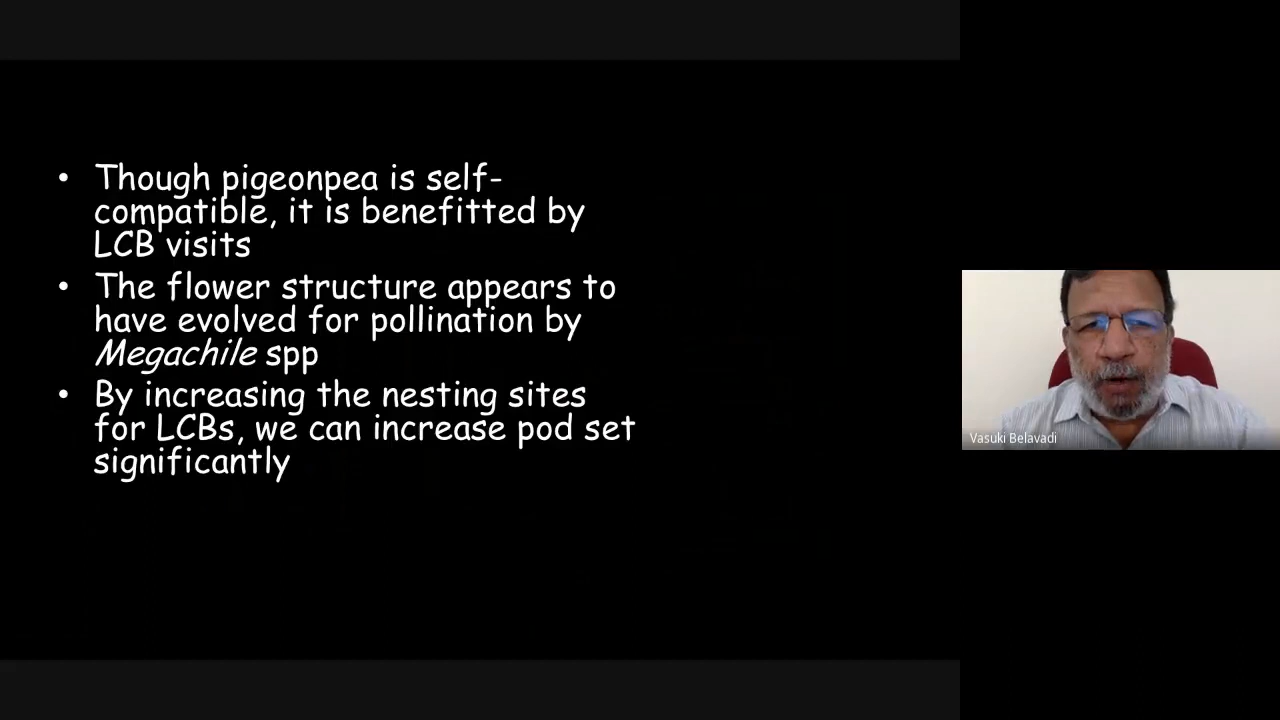 • Though pigeonpea is self-
compatible, it is benefitted by
LCB visits
• The flower structure appears to
have evolved for pollination by
Megachile spp
• By increasing the nesting sites
for LCBs, we can increase pod set
significantly
Vasuki Belavadi